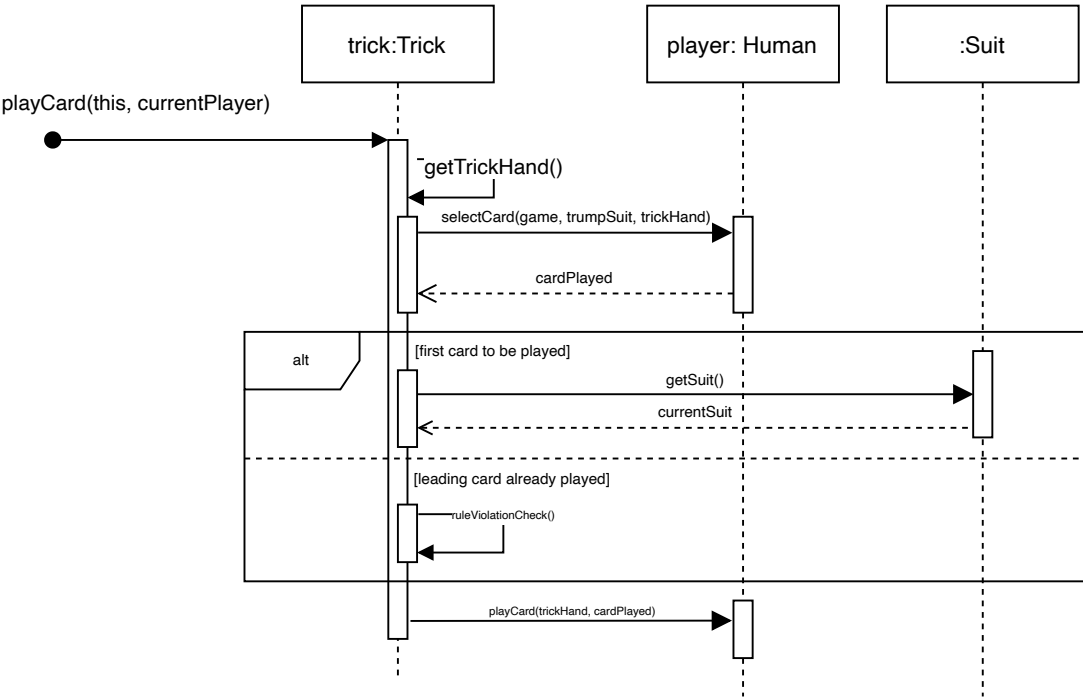 trick:Trick
player: Human
:Suit
playCard(this, currentPlayer)
getTrickHand()
selectCard(game, trumpSuit, trickHand)
cardPlayed
alt
[first card to be played]
getSuit()
currentSuit
[leading card already played]
ruleViolationCheck()
playCard(trickHand, cardPlayed)